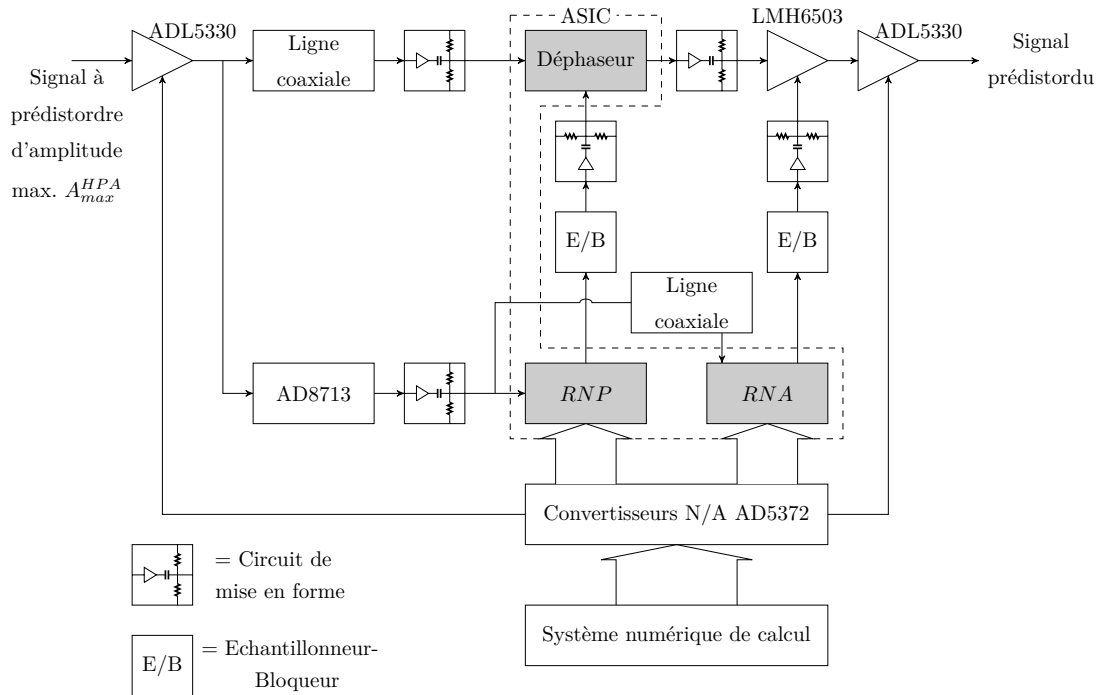 ASIC
LMH6503
ADL5330
ADL5330
Signal à
prédistordre
d'amplitude
max. $A_{max}^{HPA}$
Ligne
coaxiale
Déphaseur
Signal
prédistordu
E/B
E/B
Ligne
coaxiale
AD8713
RNP
RNA
Convertisseurs N/A AD5372
= Circuit de
mise en forme
Système numérique de calcul
E/B
= Echantillonneur-
Bloqueur